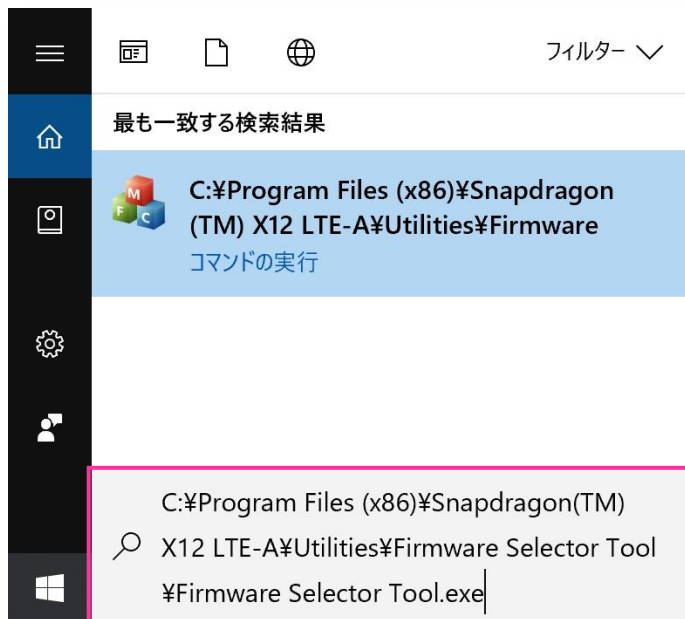 フィルター
最も一致する検索結果
M
F C
C:¥Program Files (x86)¥Snapdragon
(TM) X12 LTE-A¥Utilities¥Firmware
コマンドの実行
C:¥Program Files (x86)¥Snapdragon(TM)
X12 LTE-A¥Utilities¥Firmware Selector Tool
¥Firmware Selector Tool.exe